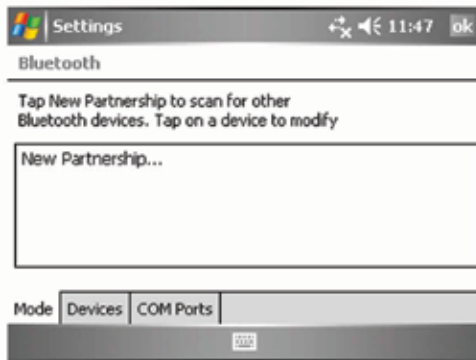 Settings 11:47 ok
Bluetooth
Tap New Partnership to scan for other
Bluetooth devices. Tap on a device to modify
New Partnership...
Mode Devices COM Ports